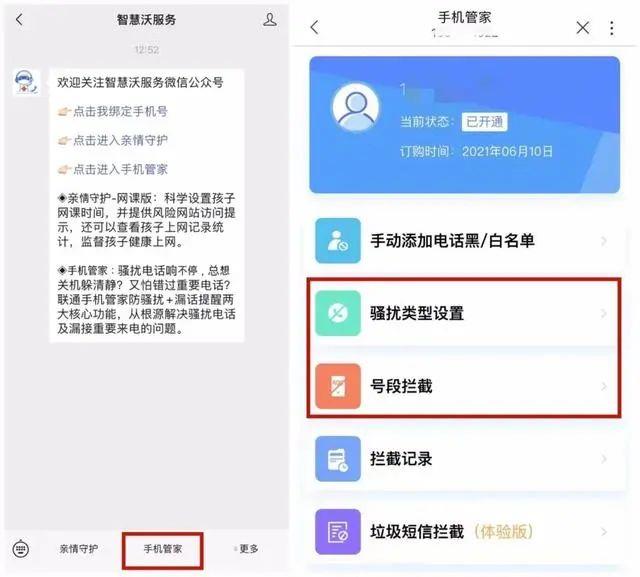 智慧沃服务
12:52
欢迎关注智慧沃服务微信公众号
👉点击我绑定手机号
👉点击进入亲情守护
👉点击进入手机管家
◈亲情守护-网课版：科学设置孩子
网课时间，并提供风险网站访问提
示，还可以查看孩子上网记录统
计，监督孩子健康上网。
◈手机管家：骚扰电话响不停，总想
关机躲清静？又怕错过重要电话？
联通手机管家防骚扰+漏话提醒两
大核心功能，从根源解决骚扰电话
及漏接重要来电的问题。
亲情守护
手机管家
≡更多
手机管家
1
当前状态： 已开通
订购时间： 2021年06月10日
手动添加电话黑/白名单
骚扰类型设置
号段拦截
拦截记录
垃圾短信拦截（体验版）